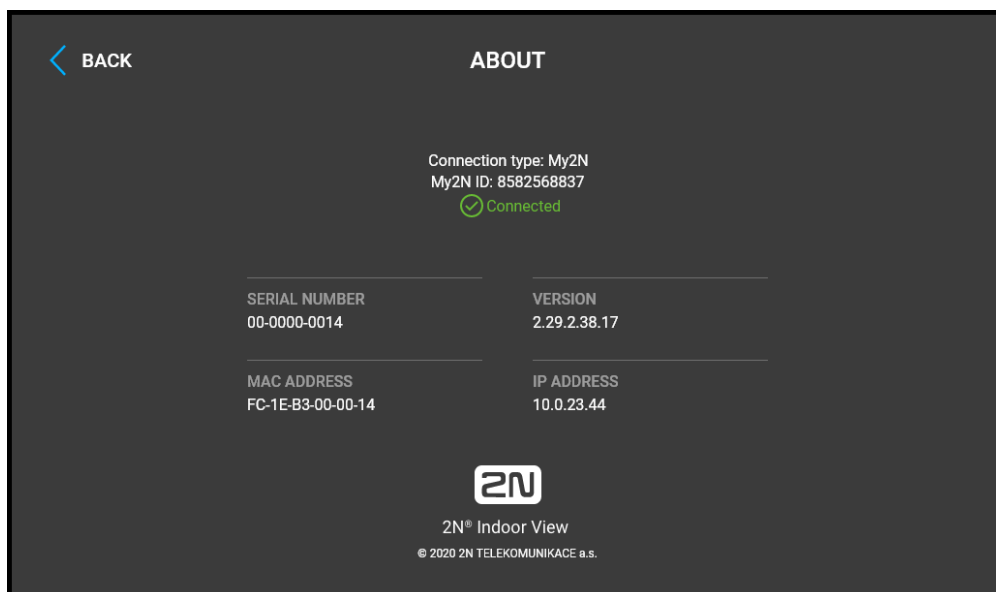 BACK
ABOUT
Connection type: My2N
My2N ID: 8582568837
Connected
SERIAL NUMBER
00-0000-0014
VERSION
2.29.2.38.17
MAC ADDRESS
FC-1E-B3-00-00-14
IP ADDRESS
10.0.23.44
2N
2N® Indoor View
© 2020 2N TELEKOMUNIKACE a.s.